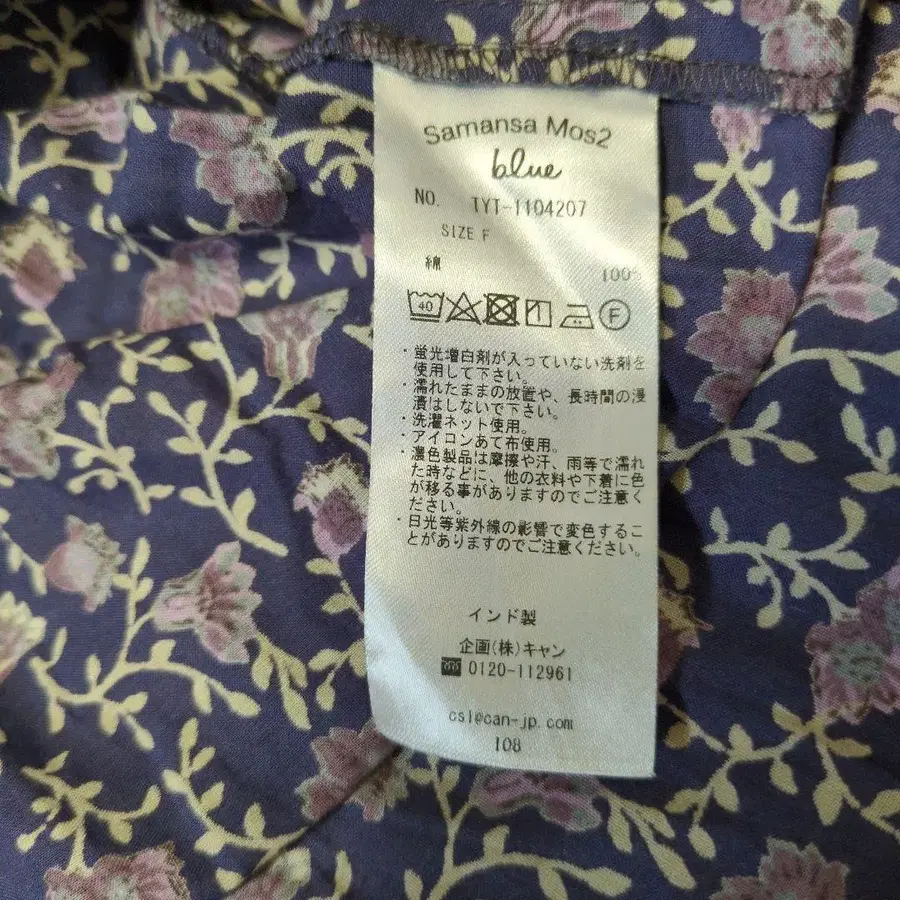 Samansa Mos2
blue
NO. TYT-1104207
SIZE F
綿 100%
40 F
・蛍光増白剤が入っていない洗剤を
使用して下さい。
・濡れたままの放置や、長時間の浸
漬はしないで下さい。
・洗濯ネット使用。
・アイロンあて布使用。
・濃色製品は摩擦や汗、雨等で濡れ
た時などに、他の衣料や下着に色
が移る事がありますのでご注意く
ださい。
・日光等紫外線の影響で変色するこ
とがありますのでご注意ください。
インド製
企画(株)キャン
0120-112961
csl@can-jp.com
108